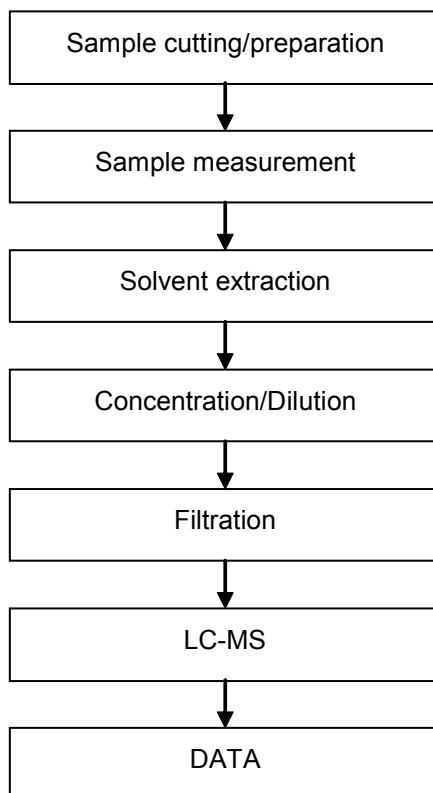 Sample cutting/preparation
Sample measurement
Solvent extraction
Concentration/Dilution
Filtration
LC-MS
DATA